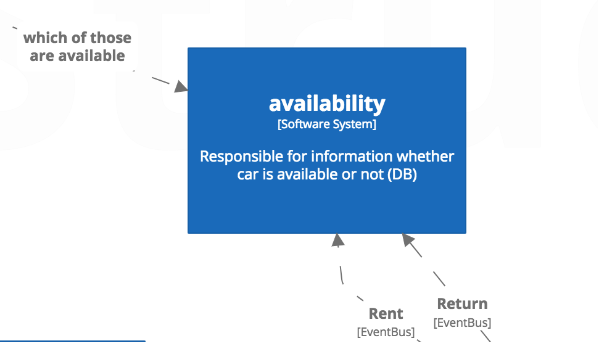 which of those
are available
availability
[Software System]
Responsible for information whether
car is available or not (DB)
Rent
[EventBus]
Return
[EventBus]